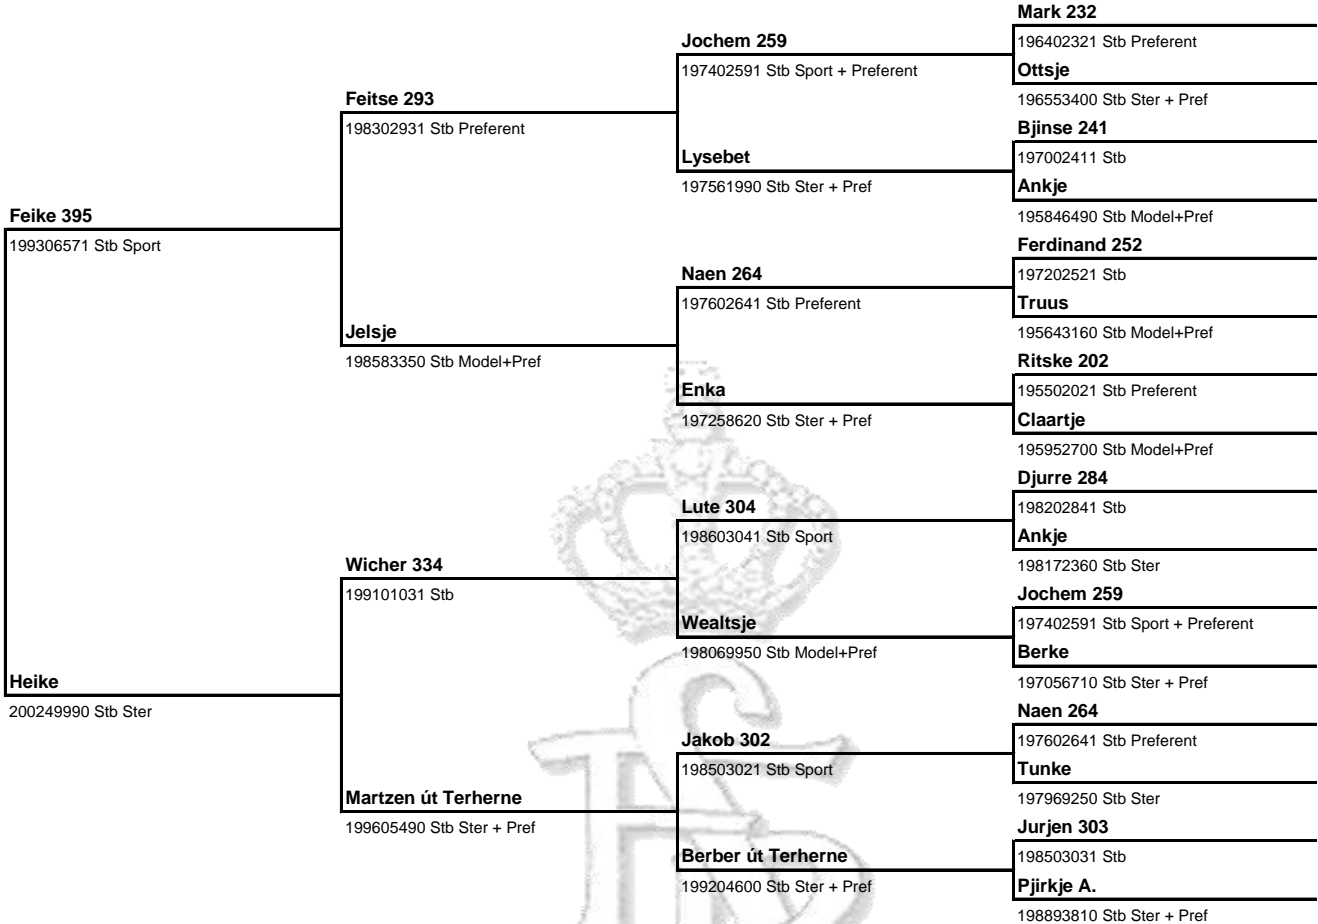 Mark 232
Jochem 259
196402321 Stb Preferent
197402591 Stb Sport + Preferent
Ottsje
Feitse 293
196553400 Stb Ster + Pref
198302931 Stb Preferent
Bjinse 241
Lysebet
197002411 Stb
197561990 Stb Ster + Pref
Ankje
Feike 395
195846490 Stb Model+Pref
199306571 Stb Sport
Ferdinand 252
Naen 264
197202521 Stb
197602641 Stb Preferent
Truus
Jelsje
195643160 Stb Model+Pref
198583350 Stb Model+Pref
Ritske 202
Enka
195502021 Stb Preferent
197258620 Stb Ster + Pref
Claartje
195952700 Stb Model+Pref
Djurre 284
Lute 304
198202841 Stb
198603041 Stb Sport
Ankje
Wicher 334
198172360 Stb Ster
199101031 Stb
Jochem 259
Wealtsje
197402591 Stb Sport + Preferent
198069950 Stb Model+Pref
Berke
Heike
197056710 Stb Ster + Pref
200249990 Stb Ster
Naen 264
Jakob 302
197602641 Stb Preferent
198503021 Stb Sport
Tunke
Martzen út Terherne
197969250 Stb Ster
199605490 Stb Ster + Pref
Jurjen 303
Berber út Terherne
198503031 Stb
199204600 Stb Ster + Pref
Pjirkje A.
198893810 Stb Ster + Pref